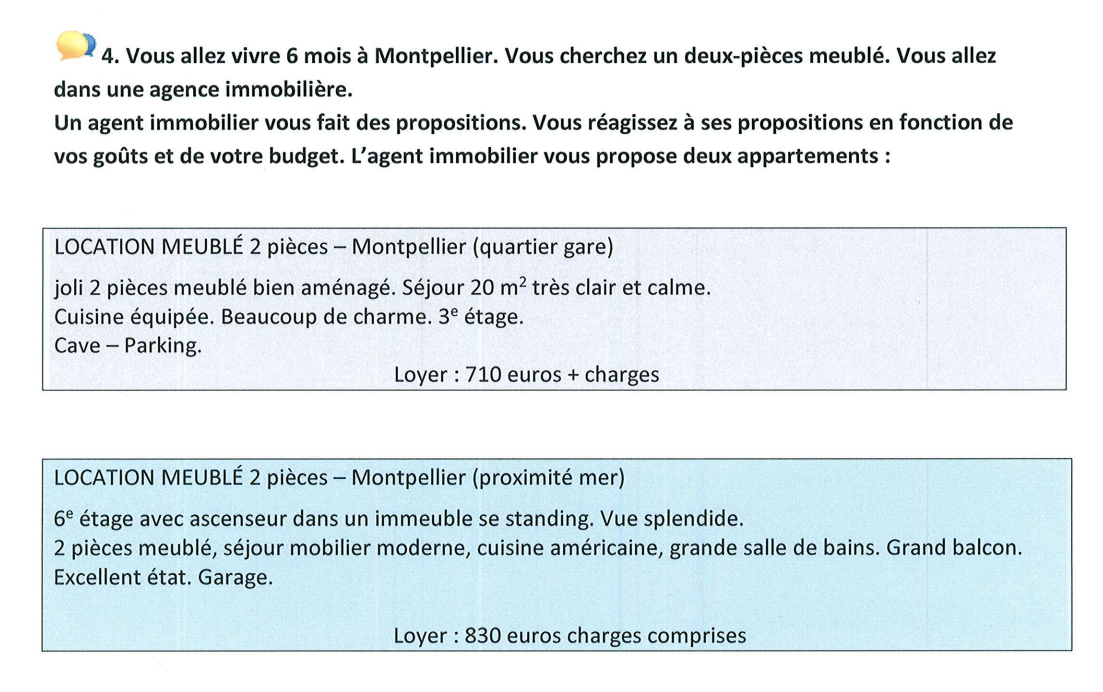 4. Vous allez vivre 6 mois à Montpellier. Vous cherchez un deux-pièces meublé. Vous allez
dans une agence immobilière.
Un agent immobilier vous fait des propositions. Vous réagissez à ses propositions en fonction de
vos goûts et de votre budget. L'agent immobilier vous propose deux appartements :
LOCATION MEUBLÉ 2 pièces – Montpellier (quartier gare)
joli 2 pièces meublé bien aménagé. Séjour 20 m² très clair et calme.
Cuisine équipée. Beaucoup de charme. 3ᵉ étage.
Cave – Parking.
Loyer : 710 euros + charges
LOCATION MEUBLÉ 2 pièces – Montpellier (proximité mer)
6ᵉ étage avec ascenseur dans un immeuble se standing. Vue splendide.
2 pièces meublé, séjour mobilier moderne, cuisine américaine, grande salle de bains. Grand balcon.
Excellent état. Garage.
Loyer : 830 euros charges comprises